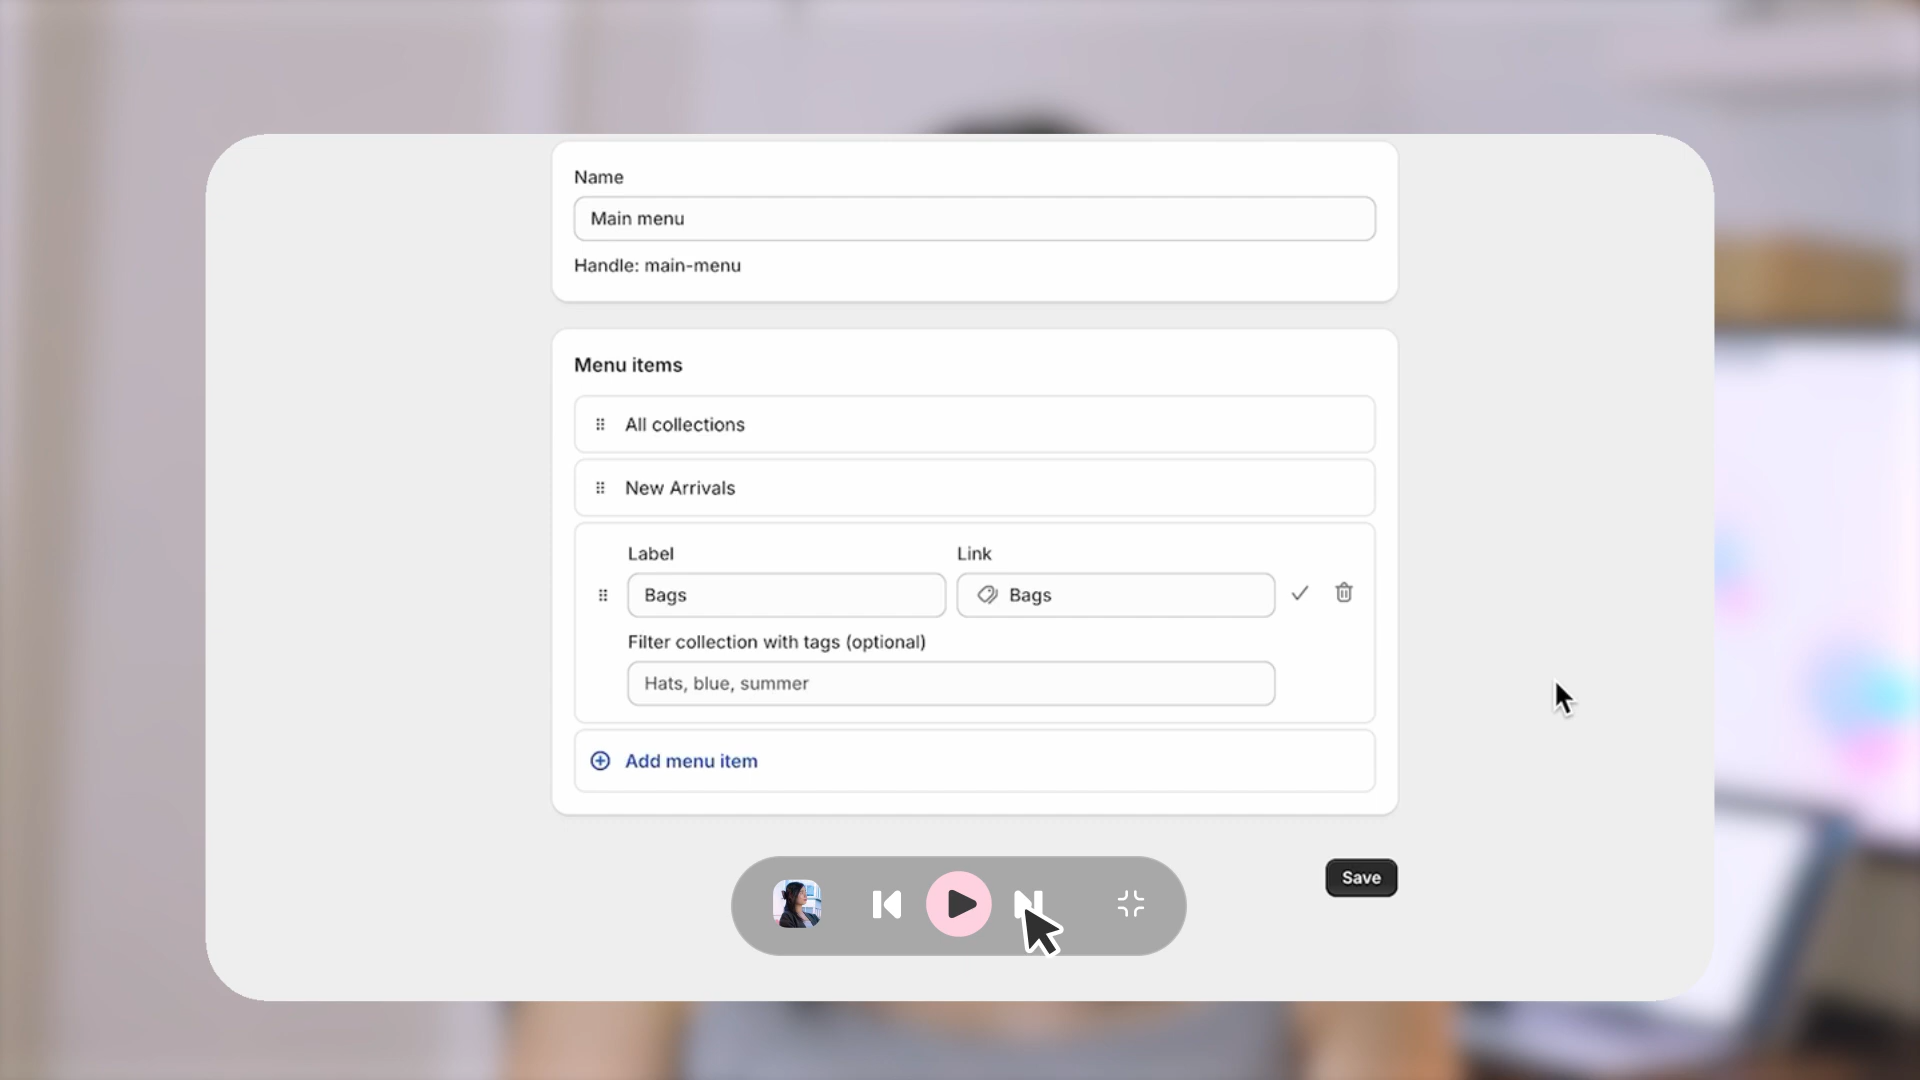 Name
Main menu
Handle: main-menu
Menu items
All collections
New Arrivals
Label Link
Bags Bags
Filter collection with tags (optional)
Hats, blue, summer
Add menu item
Save